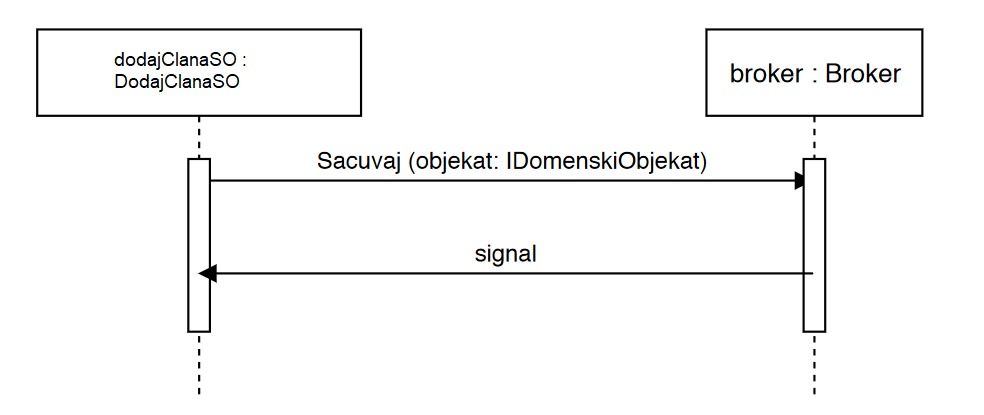 dodajClanaSO :
DodajClanaSO
broker : Broker
Sacuvaj (objekat: IDomenskiObjekat)
signal